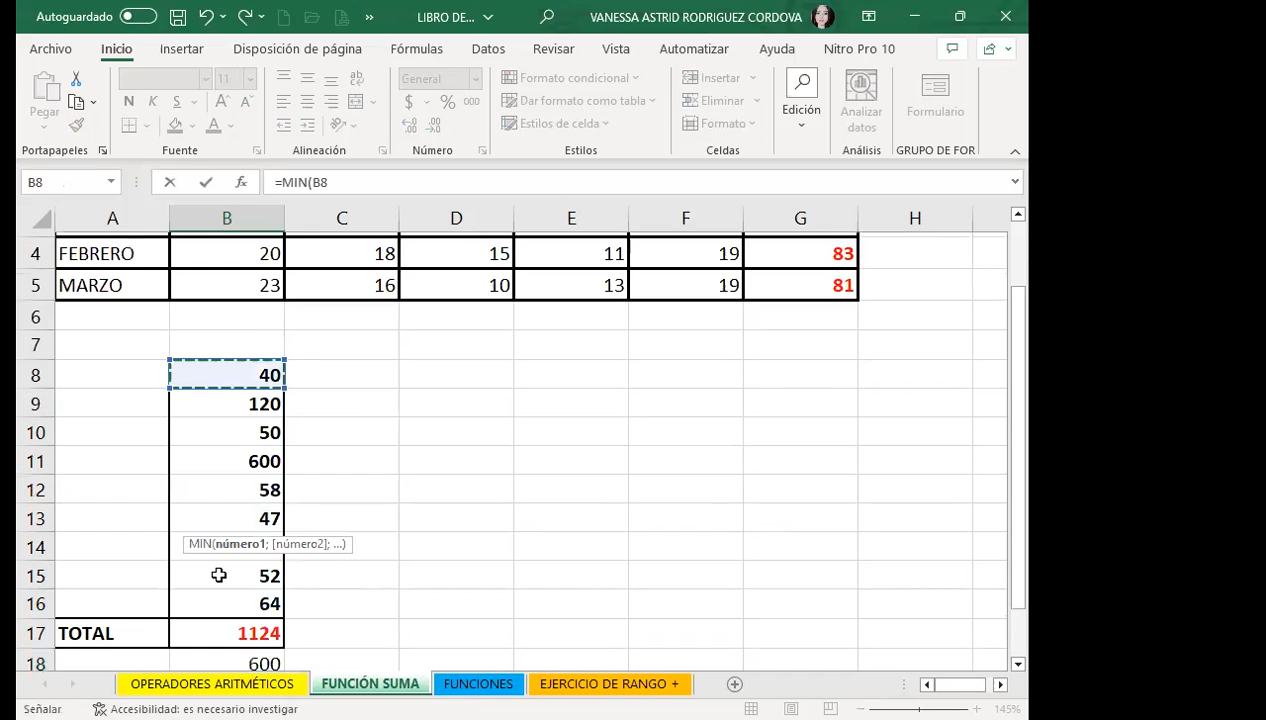 Autoguardado LIBRO DE... VANESSA ASTRID RODRIGUEZ CORDOVA
Archivo Inicio Insertar Disposición de página Fórmulas Datos Revisar Vista Automatizar Ayuda Nitro Pro 10
Pegar
11
N K S
General
$ % 000
Formato condicional
Dar formato como tabla
Estilos de celda
Insertar
Eliminar
Formato
Edición
Analizar datos
Formulario
Portapapeles Fuente Alineación Número Estilos Celdas Análisis GRUPO DE FOR
B8 fx =MIN(B8
A B C D E F G H
4 FEBRERO 20 18 15 11 19 83
5 MARZO 23 16 10 13 19 81
6
7
8 40
9 120
10 50
11 600
12 58
13 47
14 MIN(número1; [número2]; ...)
15 52
16 64
17 TOTAL 1124
18 600
OPERADORES ARITMÉTICOS FUNCIÓN SUMA FUNCIONES EJERCICIO DE RANGO +
Señalar Accesibilidad: es necesario investigar 145%